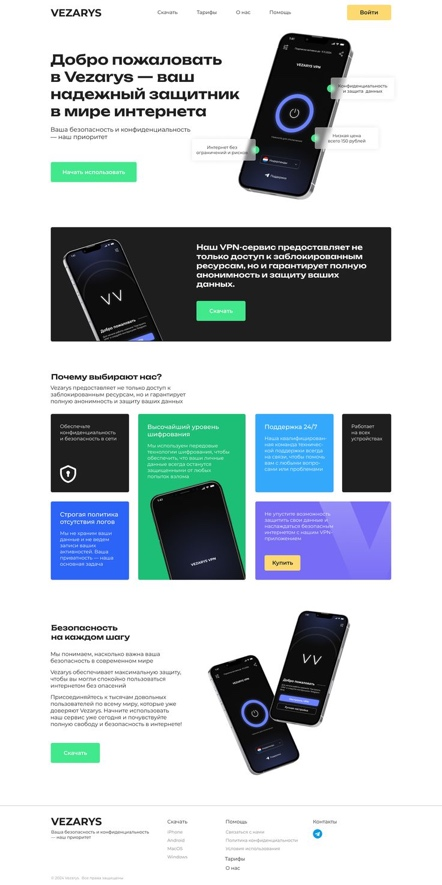 VEZARYS
Скачать
Тарифы
О нас
Помощь
Войти
Добро пожаловать
в Vezarys — ваш
надежный защитник
в мире интернета
Ваша безопасность и конфиденциальность
— наш приоритет
Начать использовать
VEZARYS VPN
Конфиденциальность
и защита данных
Низкая цена
всего 150 рублей
Интернет без
ограничений и рисков
Наш VPN-сервис предоставляет не
только доступ к заблокированным
ресурсам, но и гарантирует полную
анонимность и защиту ваших
данных.
Скачать
Добро пожаловать
Почему выбирают нас?
Vezarys предоставляет не только доступ к
заблокированным ресурсам, но и гарантирует
полную анонимность и защиту ваших данных
Обеспечьте
конфиденциальность
и безопасность в сети
Высочайший уровень
шифрования
Мы используем передовые
технологии шифрования, чтобы
обеспечить, что ваши личные
данные всегда останутся
защищенными от любых
попыток взлома
VEZARYS VPN
Поддержка 24/7
Наша квалифицирован-
ная команда техничес-
кой поддержки всегда
на связи, чтобы помочь
вам с любыми вопро-
сами или проблемами
Работает
на всех
устройствах
Строгая политика
отсутствия логов
Мы не храним ваши
данные и не ведем
записи ваших
активностей. Ваша
приватность — наша
основная задача
Не упустите возможность
защитить свои данные и
наслаждаться безопасным
интернетом с нашим VPN-
приложением
Купить
Безопасность
на каждом шагу
Мы понимаем, насколько важна ваша
безопасность в современном мире
Vezarys обеспечивает максимальную защиту,
чтобы вы могли спокойно пользоваться
интернетом без опасений
Присоединяйтесь к тысячам довольных
пользователей по всему миру, которые уже
доверяют Vezarys. Начните использовать
наш сервис уже сегодня и почувствуйте
полную свободу и безопасность в интернете!
Скачать
VEZARYS VPN
Добро пожаловать
VEZARYS
Ваша безопасность и конфиденциальность
— наш приоритет
Скачать
iPhone
Android
MacOS
Windows
Помощь
Связаться с нами
Политика конфиденциальности
Условия использования
Тарифы
О нас
Контакты
© 2024 Vezarys. Все права защищены